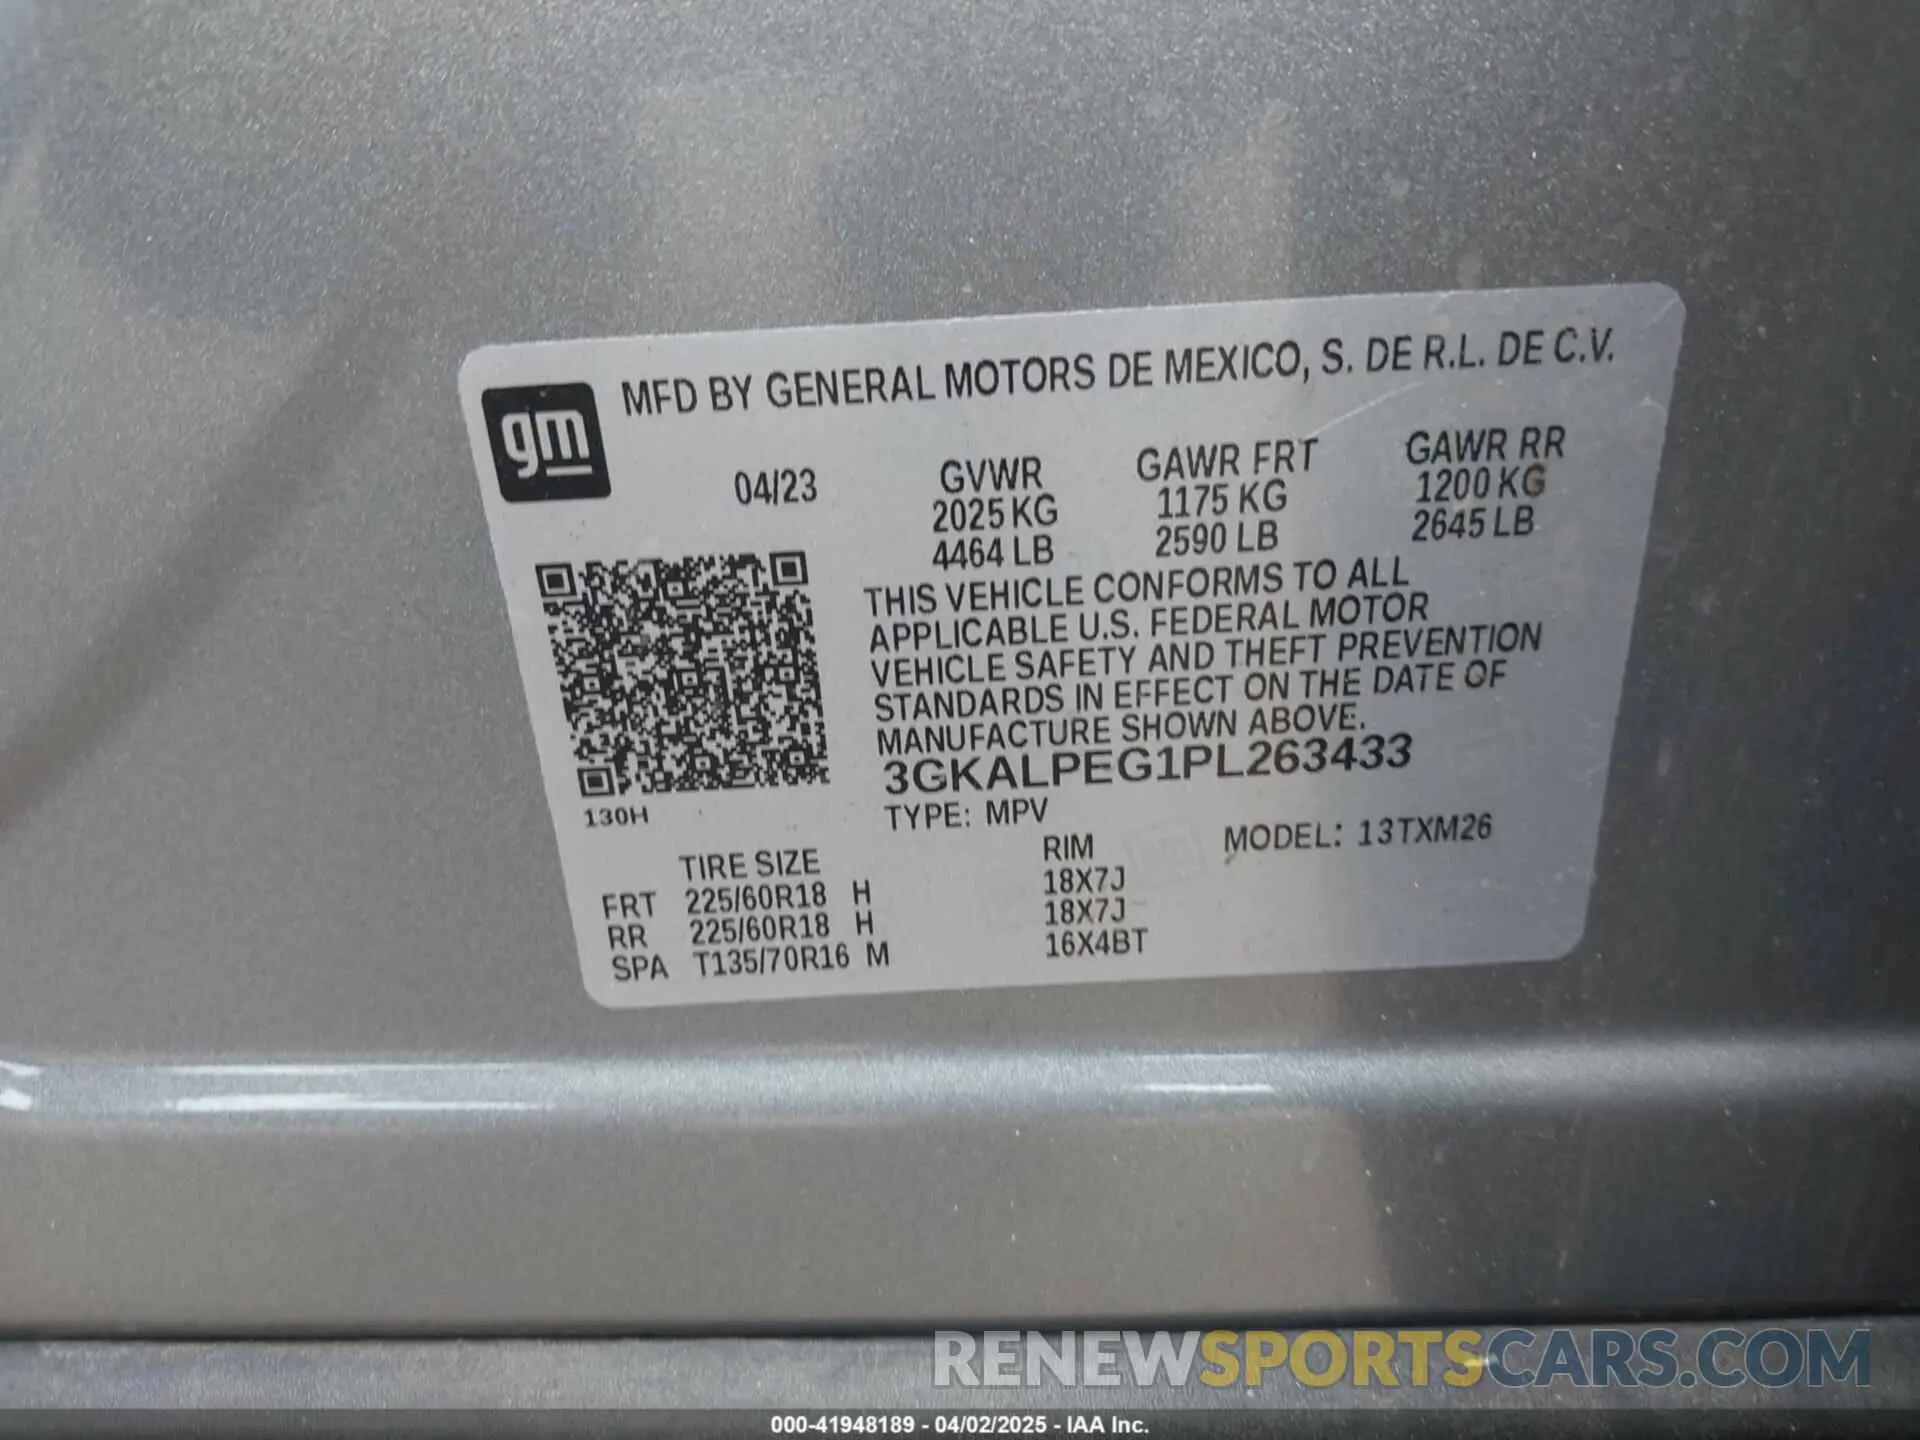 gm
MFD BY GENERAL MOTORS DE MEXICO, S. DE R.L. DE C.V.
04/23 GVWR GAWR FRT GAWR RR
2025 KG 1175 KG 1200 KG
4464 LB 2590 LB 2645 LB
THIS VEHICLE CONFORMS TO ALL
APPLICABLE U.S. FEDERAL MOTOR
VEHICLE SAFETY AND THEFT PREVENTION
STANDARDS IN EFFECT ON THE DATE OF
MANUFACTURE SHOWN ABOVE.
3GKALPEG1PL263433
130H TYPE: MPV MODEL: 13TXM26
TIRE SIZE RIM
FRT 225/60R18 H 18X7J
RR 225/60R18 H 18X7J
SPA T135/70R16 M 16X4BT
RENEWSPORTSCARS.COM
000-41948189 - 04/02/2025 - IAA Inc.